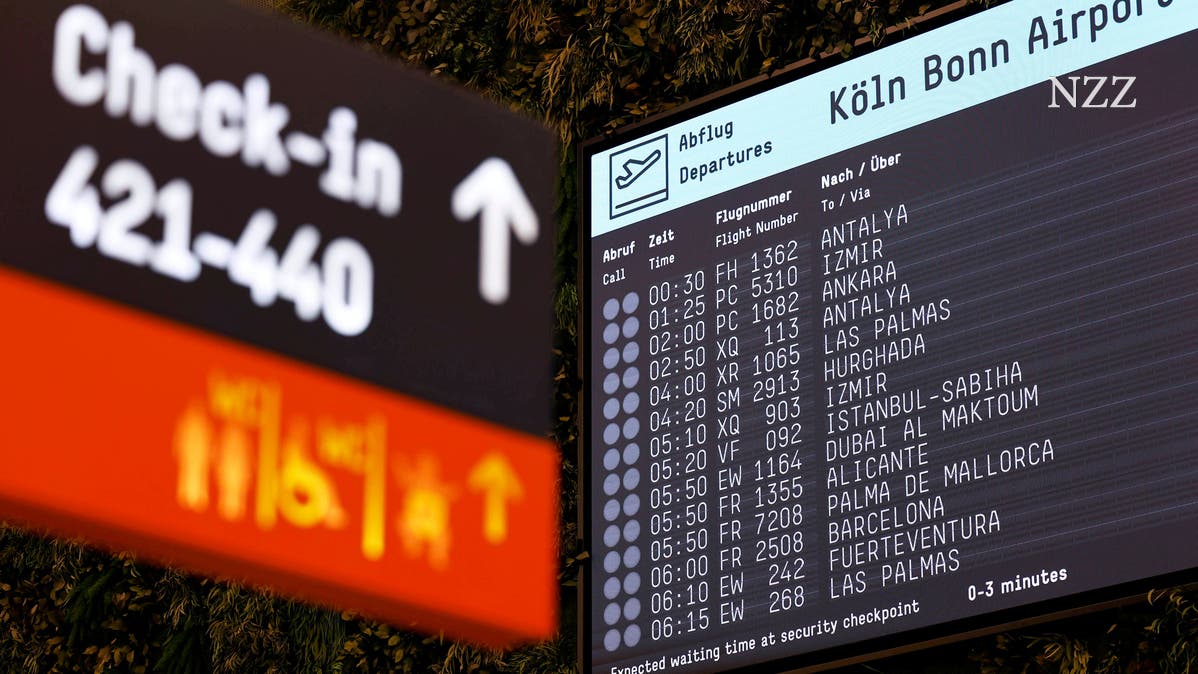 Check-in
421-440
WC WC
Köln Bonn Airport
NZZ
Abflug
Departures
Abruf Zeit Flugnummer Nach / Über
Call Time Flight Number To / Via
00:30 FH 1362 ANTALYA
01:25 PC 5310 IZMIR
02:00 PC 1682 ANKARA
02:50 XQ 113 ANTALYA
04:00 XR 1065 LAS PALMAS
04:20 SM 2913 HURGHADA
05:10 XQ 903 IZMIR
05:20 VF 092 ISTANBUL-SABIHA
05:50 EW 1164 DUBAI AL MAKTOUM
05:50 FR 1355 ALICANTE
05:50 FR 7208 PALMA DE MALLORCA
06:00 FR 2508 BARCELONA
06:10 EW 242 FUERTEVENTURA
06:15 EW 268 LAS PALMAS
Expected waiting time at security checkpoint 0-3 minutes